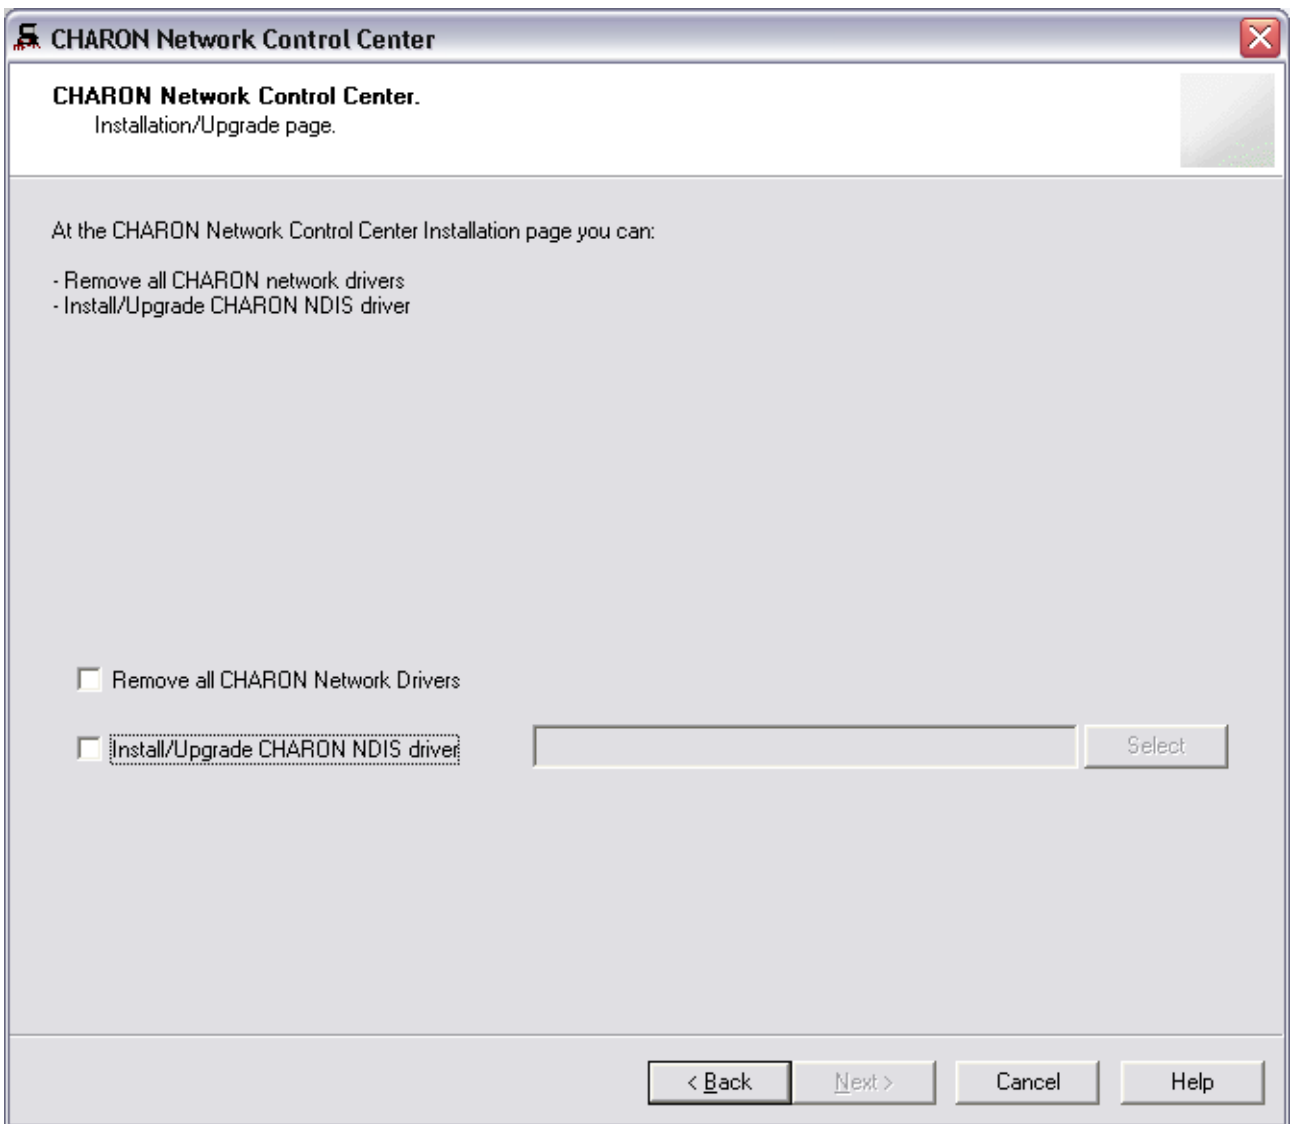 CHARON Network Control Center
CHARON Network Control Center.
Installation/Upgrade page.
At the CHARON Network Control Center Installation page you can:
- Remove all CHARON network drivers
- Install/Upgrade CHARON NDIS driver
Remove all CHARON Network Drivers
Install/Upgrade CHARON NDIS driver
Select
< Back
Next >
Cancel
Help